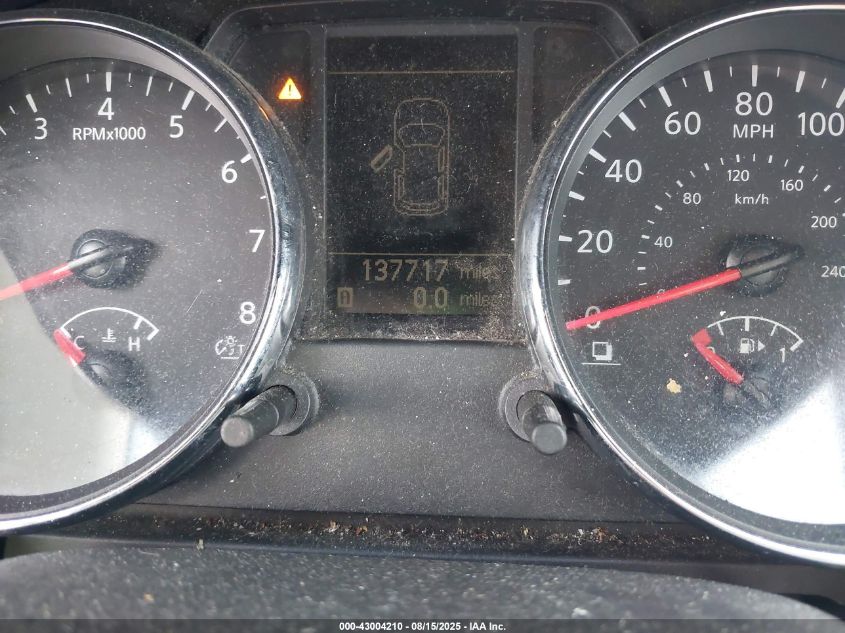 3 4 5 6 7 8
RPMx1000
C H
T
137717 miles
0.0 miles
0 20 40 60 80 100
MPH
0 40 80 120 160 200 240
km/h
1
000-43004210 - 08/15/2025 - IAA Inc.